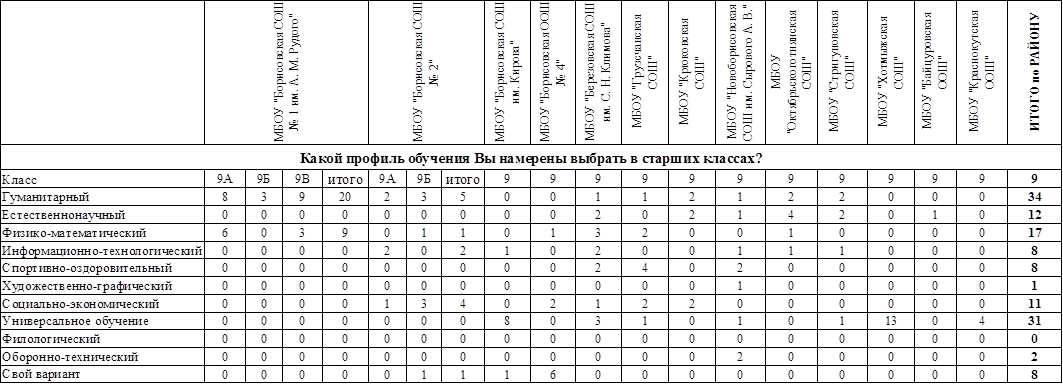 МБОУ "Борисовская СОШ № 1 им. А. М. Рудого"
МБОУ "Борисовская СОШ № 2"
МБОУ "Борисовская СОШ им. Кирова"
МБОУ "Борисовская ООШ № 4"
МБОУ "Березовская СОШ им. С. Н. Климова"
МБОУ "Грузсчанская СОШ"
МБОУ "Крюковская СОШ"
МБОУ "Новоборисовская СОШ им. Сырового А. В."
МБОУ "Октябрьскоготнянская СОШ"
МБОУ "Стригуновская СОШ"
МБОУ "Хотмыжская СОШ"
МБОУ "Байцуровская ООШ"
МБОУ "Краснокутская ООШ"
ИТОГО по РАЙОНУ
Какой профиль обучения Вы намерены выбрать в старших классах?
Класс 9А 9Б 9В итого 9А 9Б итого 9 9 9 9 9 9 9 9 9 9 9 9
Гуманитарный 8 3 9 20 2 3 5 0 0 1 1 2 1 2 2 0 0 0 34
Естественнонаучный 0 0 0 0 0 0 0 0 0 2 0 2 1 4 2 0 1 0 12
Физико-математический 6 0 3 9 0 1 1 0 1 3 2 0 0 1 0 0 0 0 17
Информационно-технологический 0 0 0 0 2 0 2 1 0 2 0 0 1 1 1 0 0 0 8
Спортивно-оздоровительный 0 0 0 0 0 0 0 0 0 2 4 0 2 0 0 0 0 0 8
Художественно-графический 0 0 0 0 0 0 0 0 0 0 0 0 1 0 0 0 0 0 1
Социально-экономический 0 0 0 0 1 3 4 0 2 1 2 2 0 0 0 0 0 0 11
Универсальное обучение 0 0 0 0 0 0 0 8 0 3 1 0 1 0 1 13 0 4 31
Филологический 0 0 0 0 0 0 0 0 0 0 0 0 0 0 0 0 0 0 0
Оборонно-технический 0 0 0 0 0 0 0 0 0 0 0 0 2 0 0 0 0 0 2
Свой вариант 0 0 0 0 0 1 1 1 6 0 0 0 0 0 0 0 0 0 8